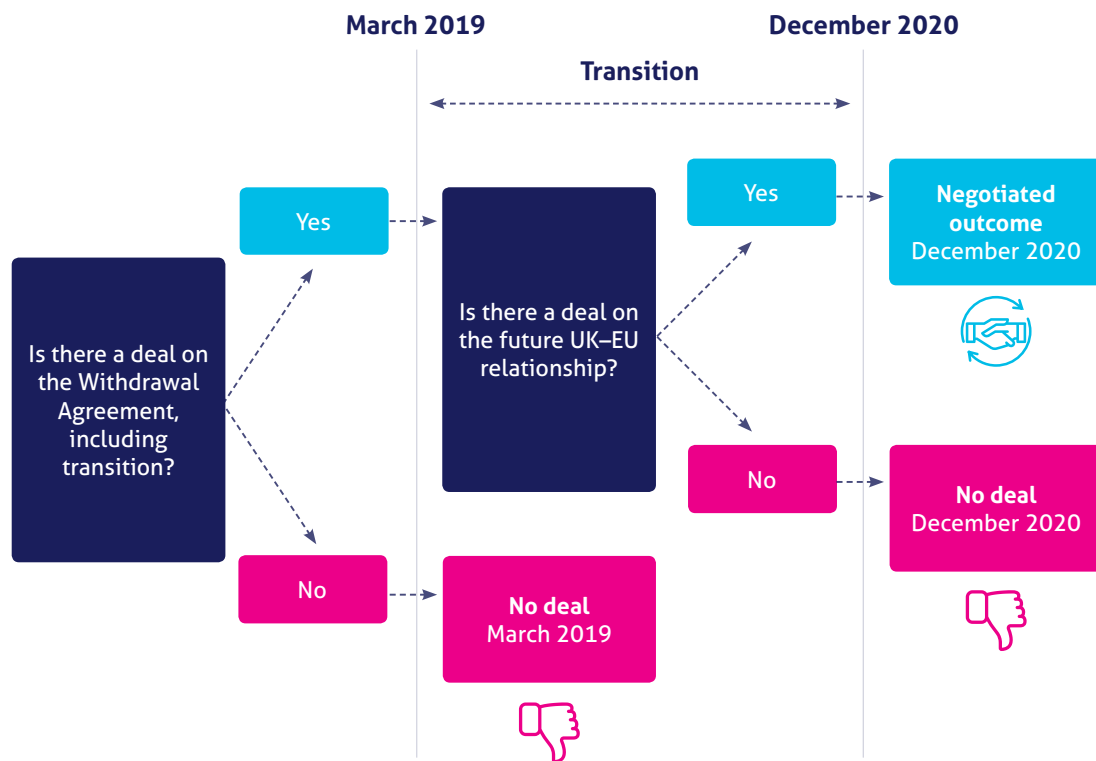 March 2019
December 2020
Transition
Is there a deal on
the Withdrawal
Agreement,
including
transition?
Yes
No
Is there a deal on
the future UK–EU
relationship?
No deal
March 2019
Yes
No
Negotiated
outcome
December 2020
No deal
December 2020